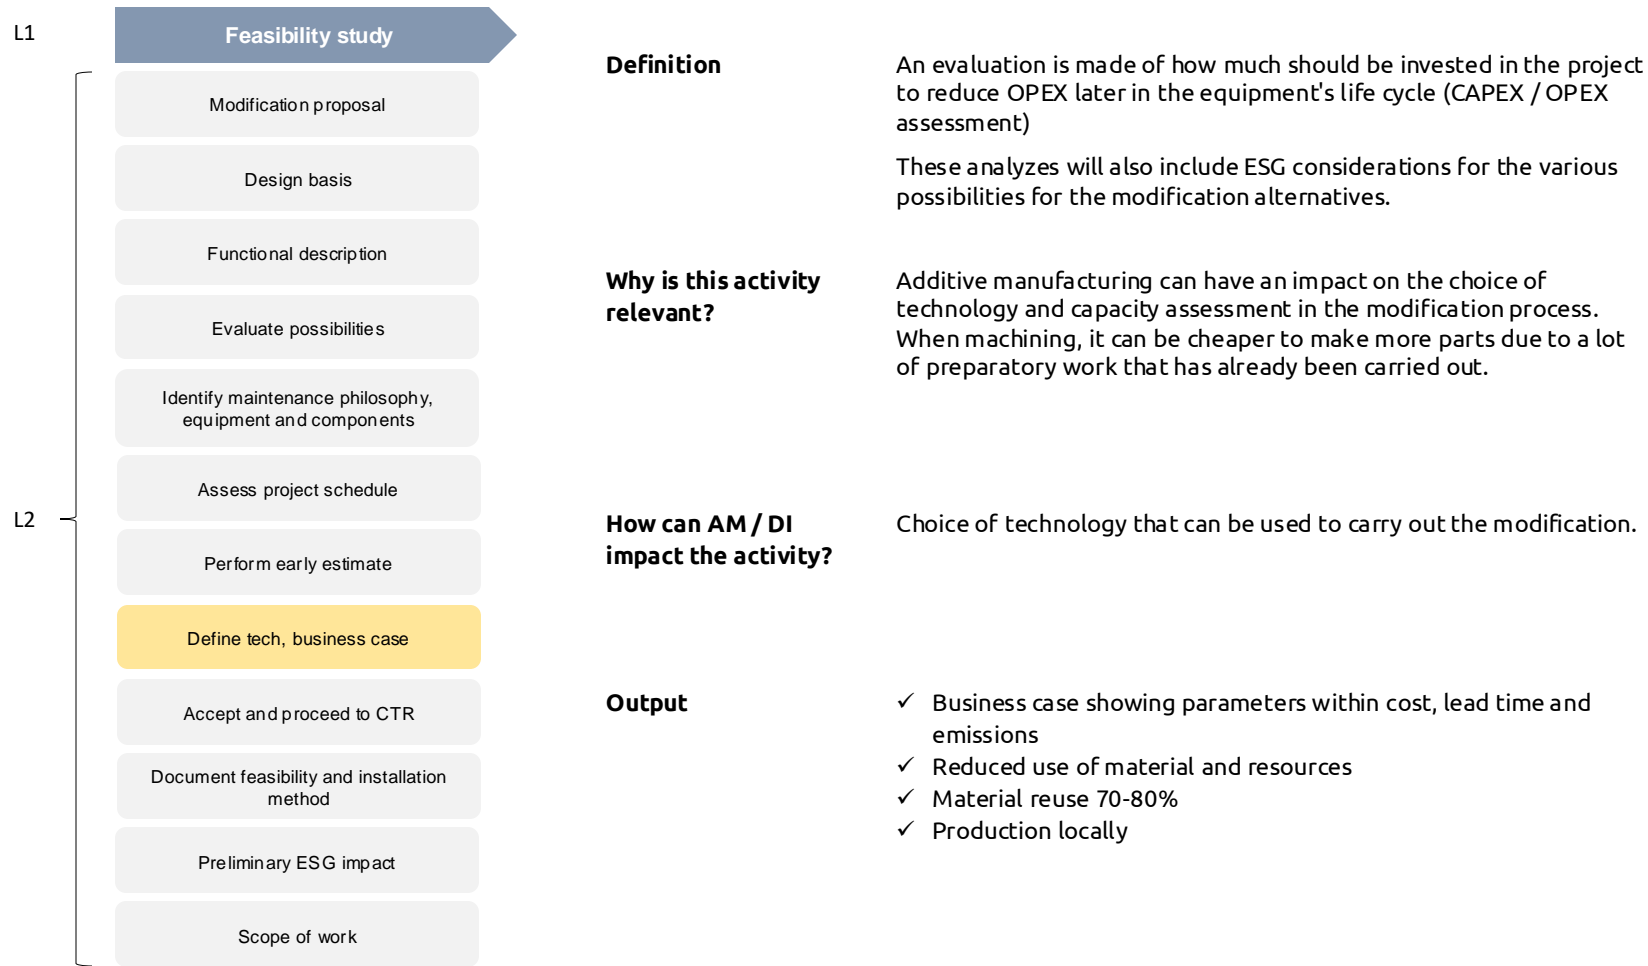 L1
Feasibility study
Modification proposal
Design basis
Functional description
Evaluate possibilities
Identify maintenance philosophy,
equipment and components
Assess project schedule
L2
Perform early estimate
Define tech, business case
Accept and proceed to CTR
Document feasibility and installation
method
Preliminary ESG impact
Scope of work
Definition
An evaluation is made of how much should be invested in the project
to reduce OPEX later in the equipment's life cycle (CAPEX / OPEX
assessment)
These analyzes will also include ESG considerations for the various
possibilities for the modification alternatives.
Why is this activity
relevant?
Additive manufacturing can have an impact on the choice of
technology and capacity assessment in the modification process.
When machining, it can be cheaper to make more parts due to a lot
of preparatory work that has already been carried out.
How can AM / DI
impact the activity?
Choice of technology that can be used to carry out the modification.
Output
✓ Business case showing parameters within cost, lead time and
emissions
✓ Reduced use of material and resources
✓ Material reuse 70-80%
✓ Production locally